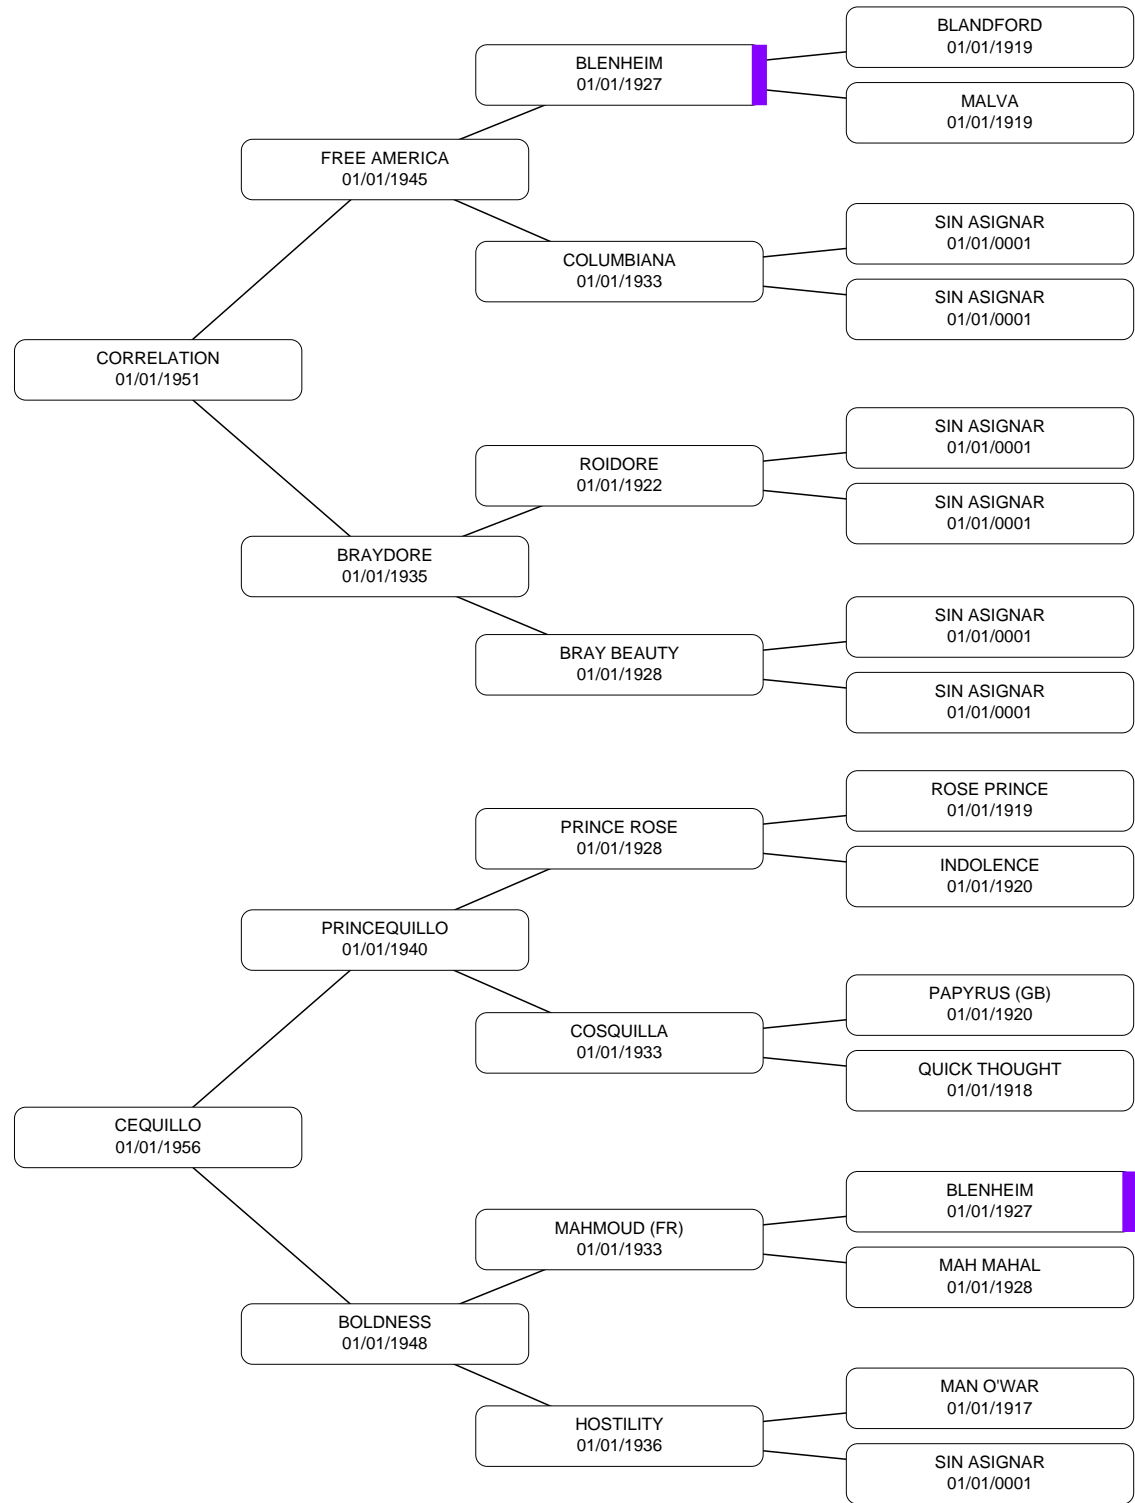 BLANDFORD
01/01/1919
BLENHEIM
01/01/1927
MALVA
01/01/1919
FREE AMERICA
01/01/1945
SIN ASIGNAR
01/01/0001
COLUMBIANA
01/01/1933
SIN ASIGNAR
01/01/0001
CORRELATION
01/01/1951
SIN ASIGNAR
01/01/0001
ROIDORE
01/01/1922
SIN ASIGNAR
01/01/0001
BRAYDORE
01/01/1935
SIN ASIGNAR
01/01/0001
BRAY BEAUTY
01/01/1928
SIN ASIGNAR
01/01/0001
ROSE PRINCE
01/01/1919
PRINCE ROSE
01/01/1928
INDOLENCE
01/01/1920
PRINCEQUILLO
01/01/1940
PAPYRUS (GB)
01/01/1920
COSQUILLA
01/01/1933
QUICK THOUGHT
01/01/1918
CEQUILLO
01/01/1956
BLENHEIM
01/01/1927
MAHMOUD (FR)
01/01/1933
MAH MAHAL
01/01/1928
BOLDNESS
01/01/1948
MAN O'WAR
01/01/1917
HOSTILITY
01/01/1936
SIN ASIGNAR
01/01/0001